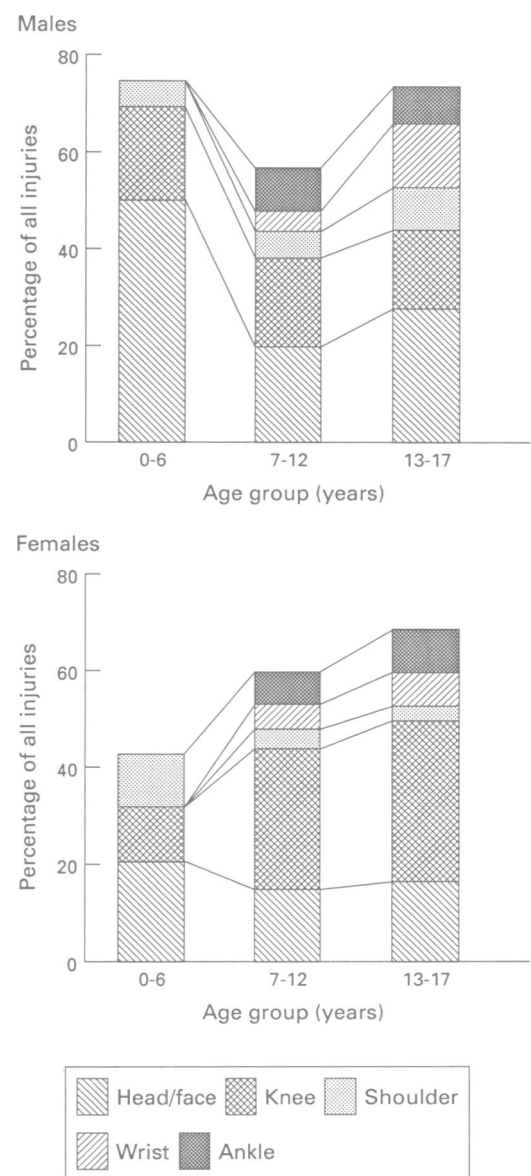 Males
80
60
40
20
0
Percentage of all injuries
0-6 7-12 13-17
Age group (years)
Females
80
60
40
20
0
Percentage of all injuries
0-6 7-12 13-17
Age group (years)
Head/face Knee Shoulder
Wrist Ankle